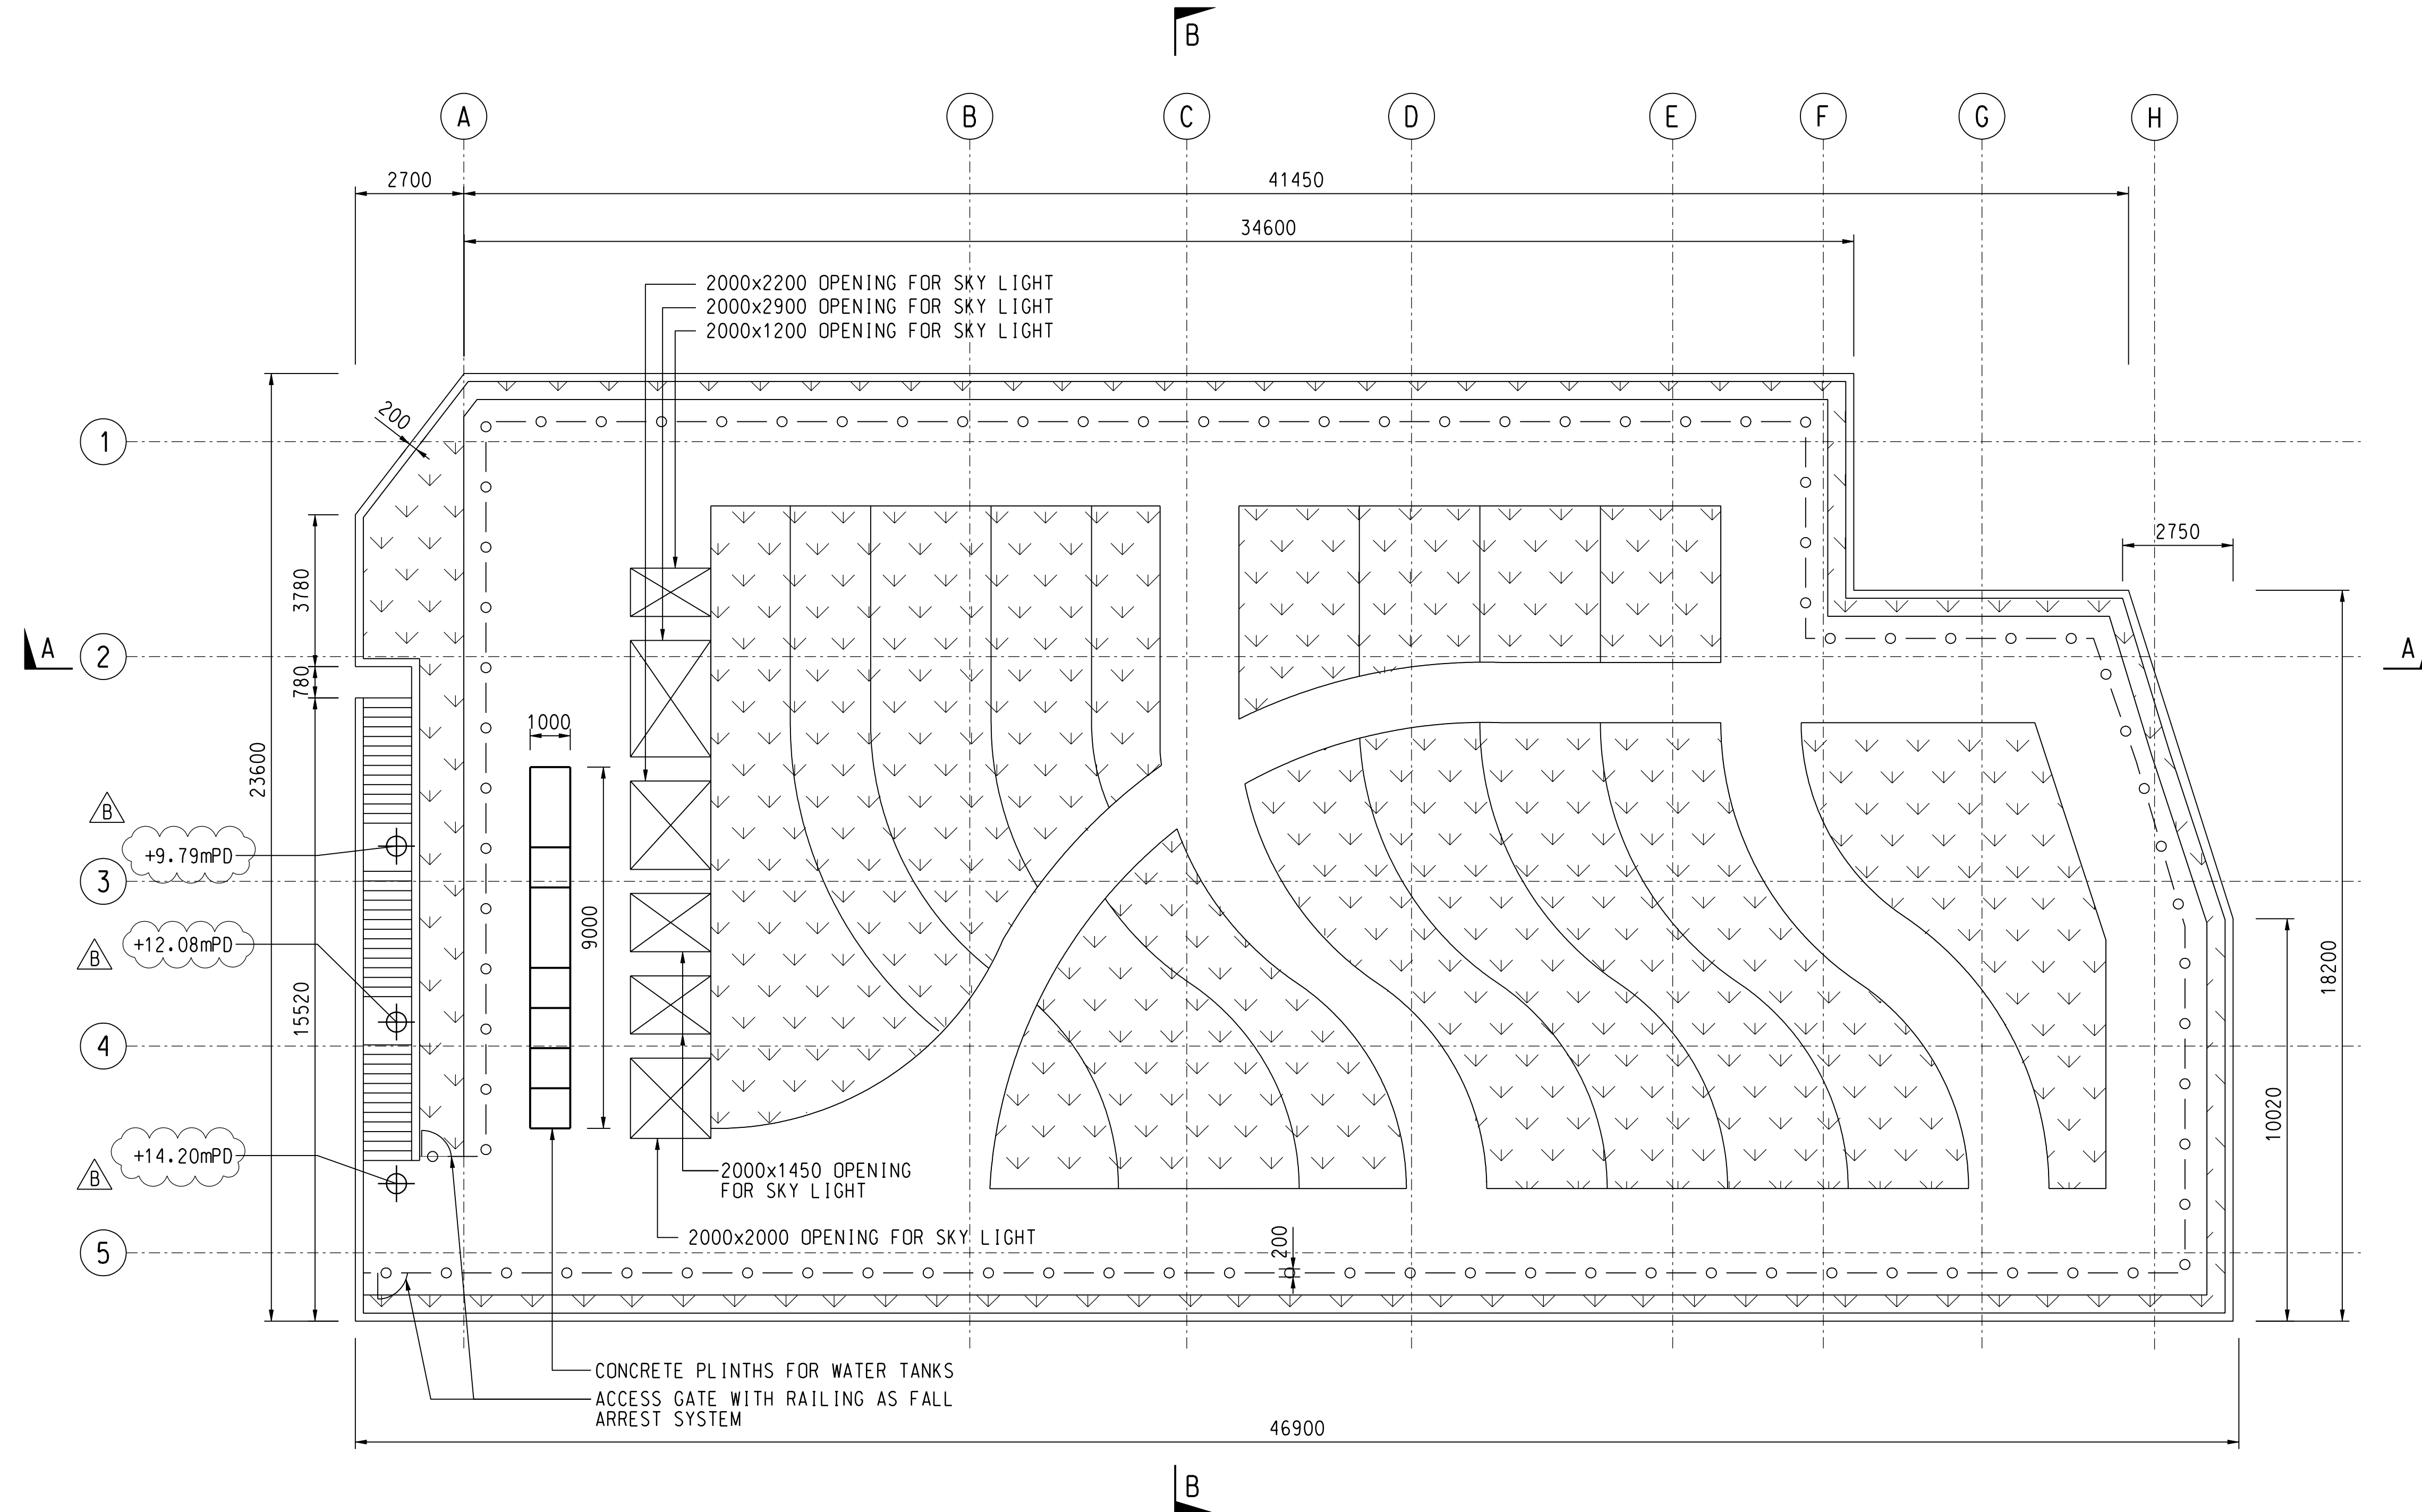 B
A
B
C
D
E
F
G
H
2700
41450
34600
2000x2200 OPENING FOR SKY LIGHT
2000x2900 OPENING FOR SKY LIGHT
2000x1200 OPENING FOR SKY LIGHT
200
1
2750
3780
A
2
A
780
1000
23600
B
+9.79mPD
3
9000
B
+12.08mPD
18200
15520
4
10020
+14.20mPD
B
2000x1450 OPENING
FOR SKY LIGHT
2000x2000 OPENING FOR SKY LIGHT
200
5
CONCRETE PLINTHS FOR WATER TANKS
ACCESS GATE WITH RAILING AS FALL
ARREST SYSTEM
46900
B